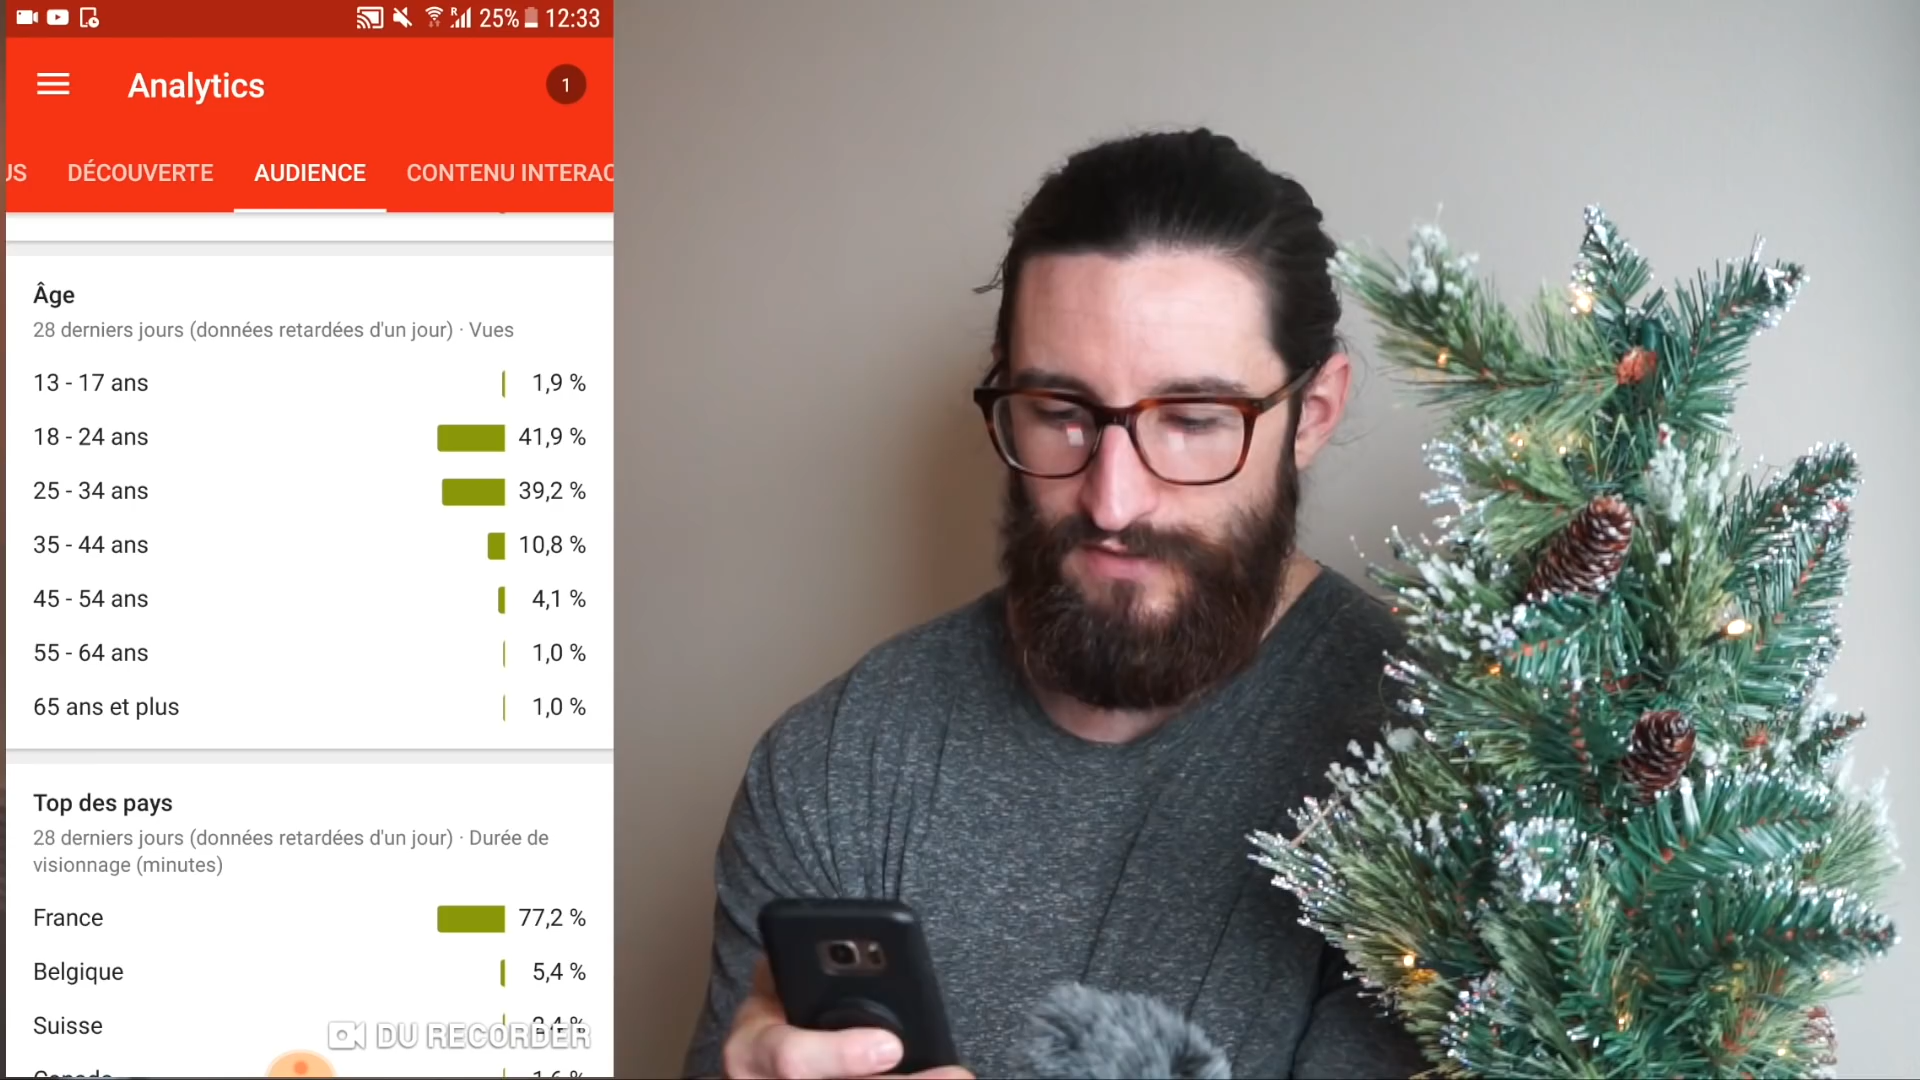 25% 12:33
Analytics
1
DÉCOUVERTE AUDIENCE CONTENU
Âge
28 derniers jours (données retardées d'un jour) · Vues
13 - 17 ans 1,9 %
18 - 24 ans 41,9 %
25 - 34 ans 39,2 %
35 - 44 ans 10,8 %
45 - 54 ans 4,1 %
55 - 64 ans 1,0 %
65 ans et plus 1,0 %
Top des pays
28 derniers jours (données retardées d'un jour) · Durée de
visionnage (minutes)
France 77,2 %
Belgique 5,4 %
Suisse
DU RECORDER